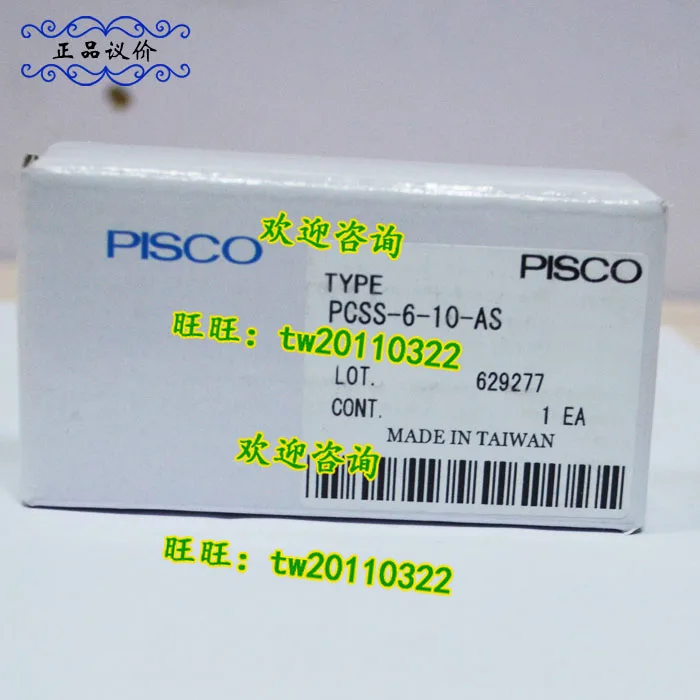 正品议价
PISCO
欢迎咨询
PISCO
TYPE
PCSS-6-10-AS
旺旺：tw20110322
LOT. 629277
CONT. 1 EA
MADE IN TAIWAN
欢迎咨询
旺旺：tw20110322